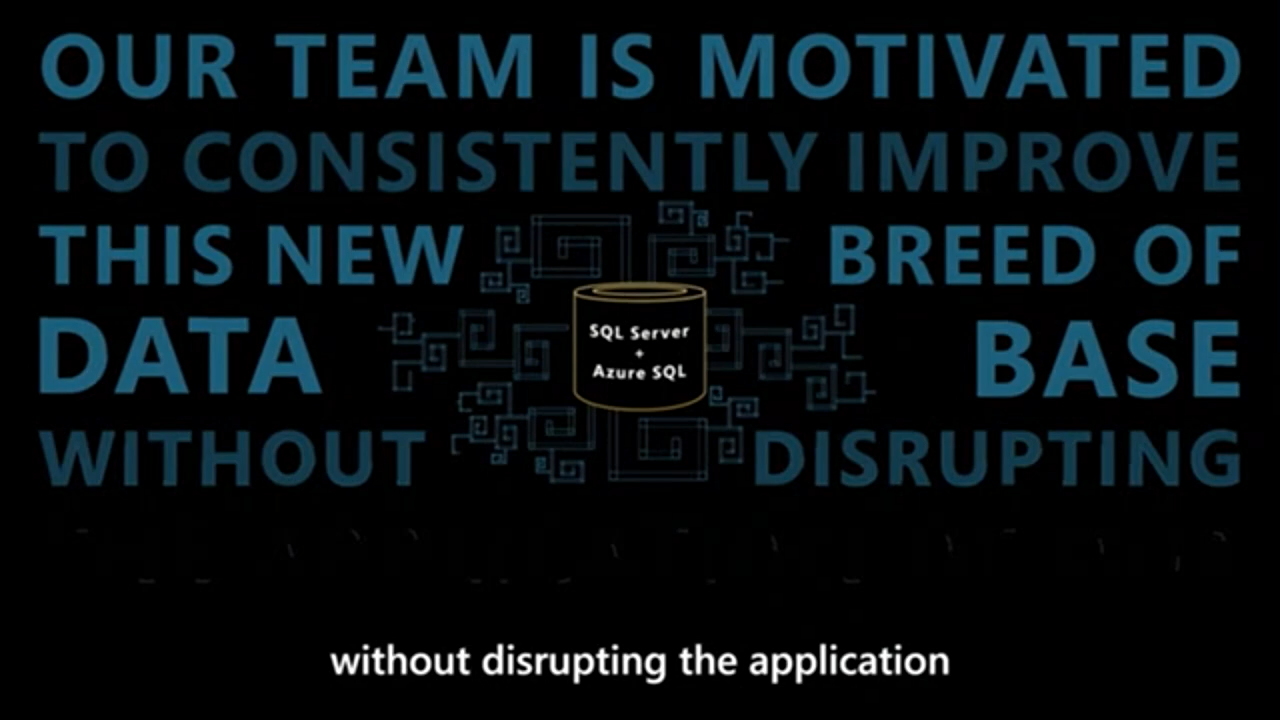 OUR TEAM IS MOTIVATED
TO CONSISTENTLY IMPROVE
THIS NEW BREED OF
DATA BASE
SQL Server
+
Azure SQL
WITHOUT DISRUPTING
without disrupting the application